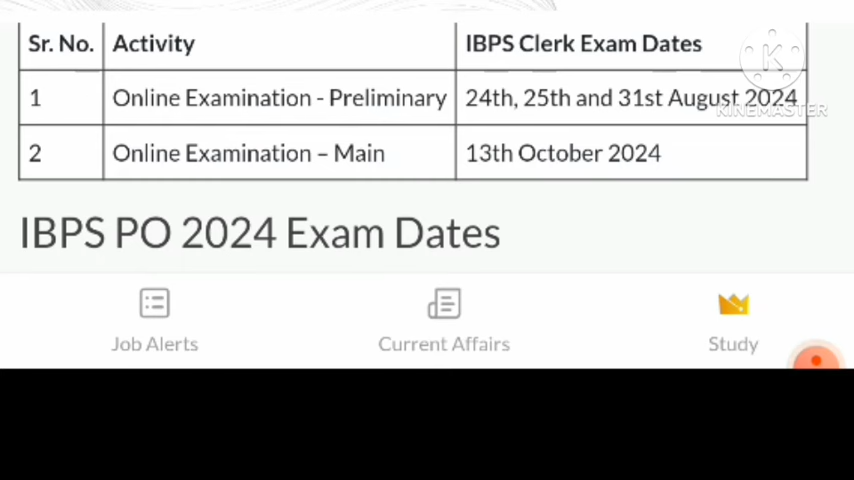 Sr. No. Activity IBPS Clerk Exam Dates
1 Online Examination - Preliminary 24th, 25th and 31st August 2024
2 Online Examination – Main 13th October 2024
IBPS PO 2024 Exam Dates
Job Alerts Current Affairs Study
K
KINEMASTER